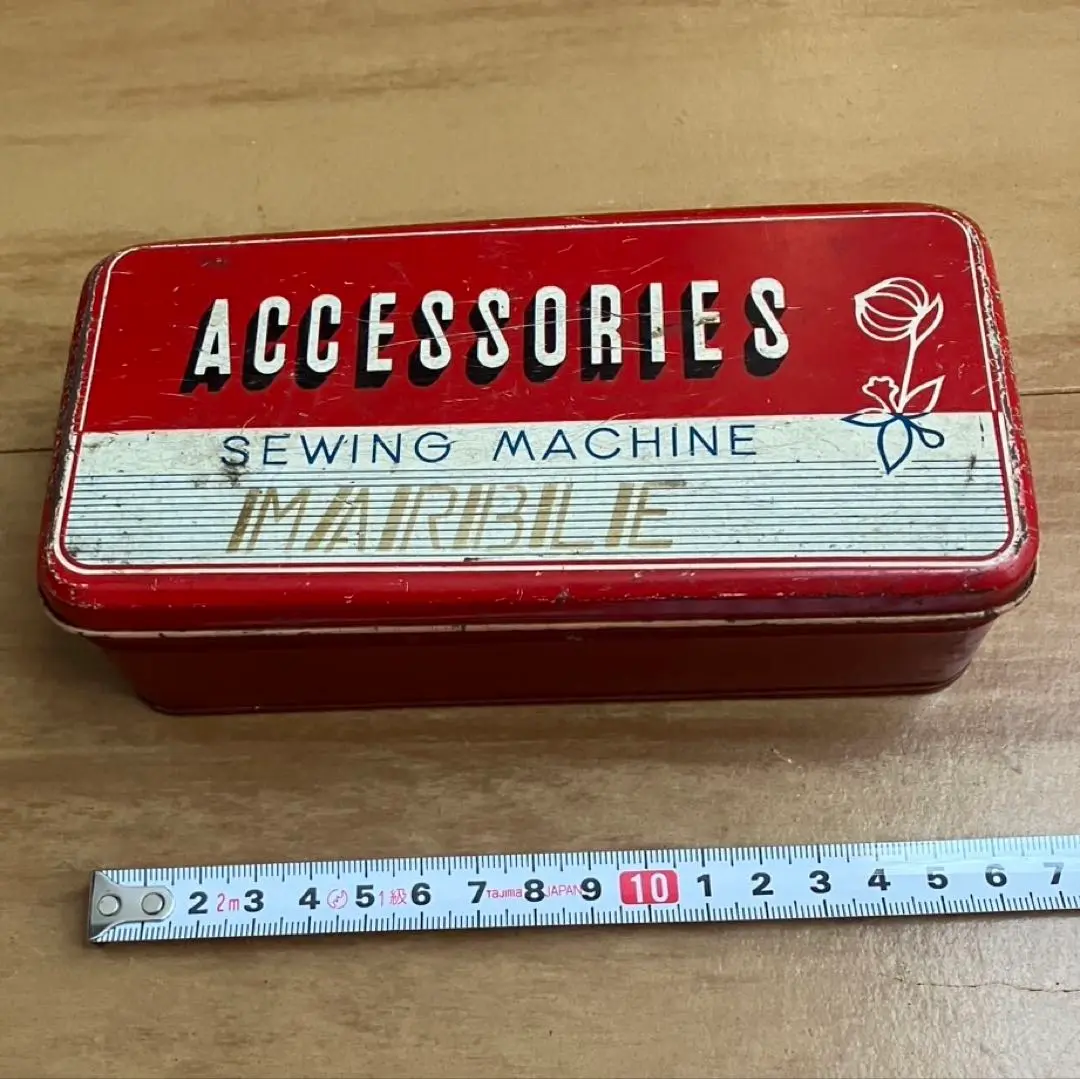 ACCESSORIES
SEWING MACHINE
MARBLE
2 2m 3 4 5 1級 6 7 Tajima 8 JAPAN 9 10 1 2 3 4 5 6 7